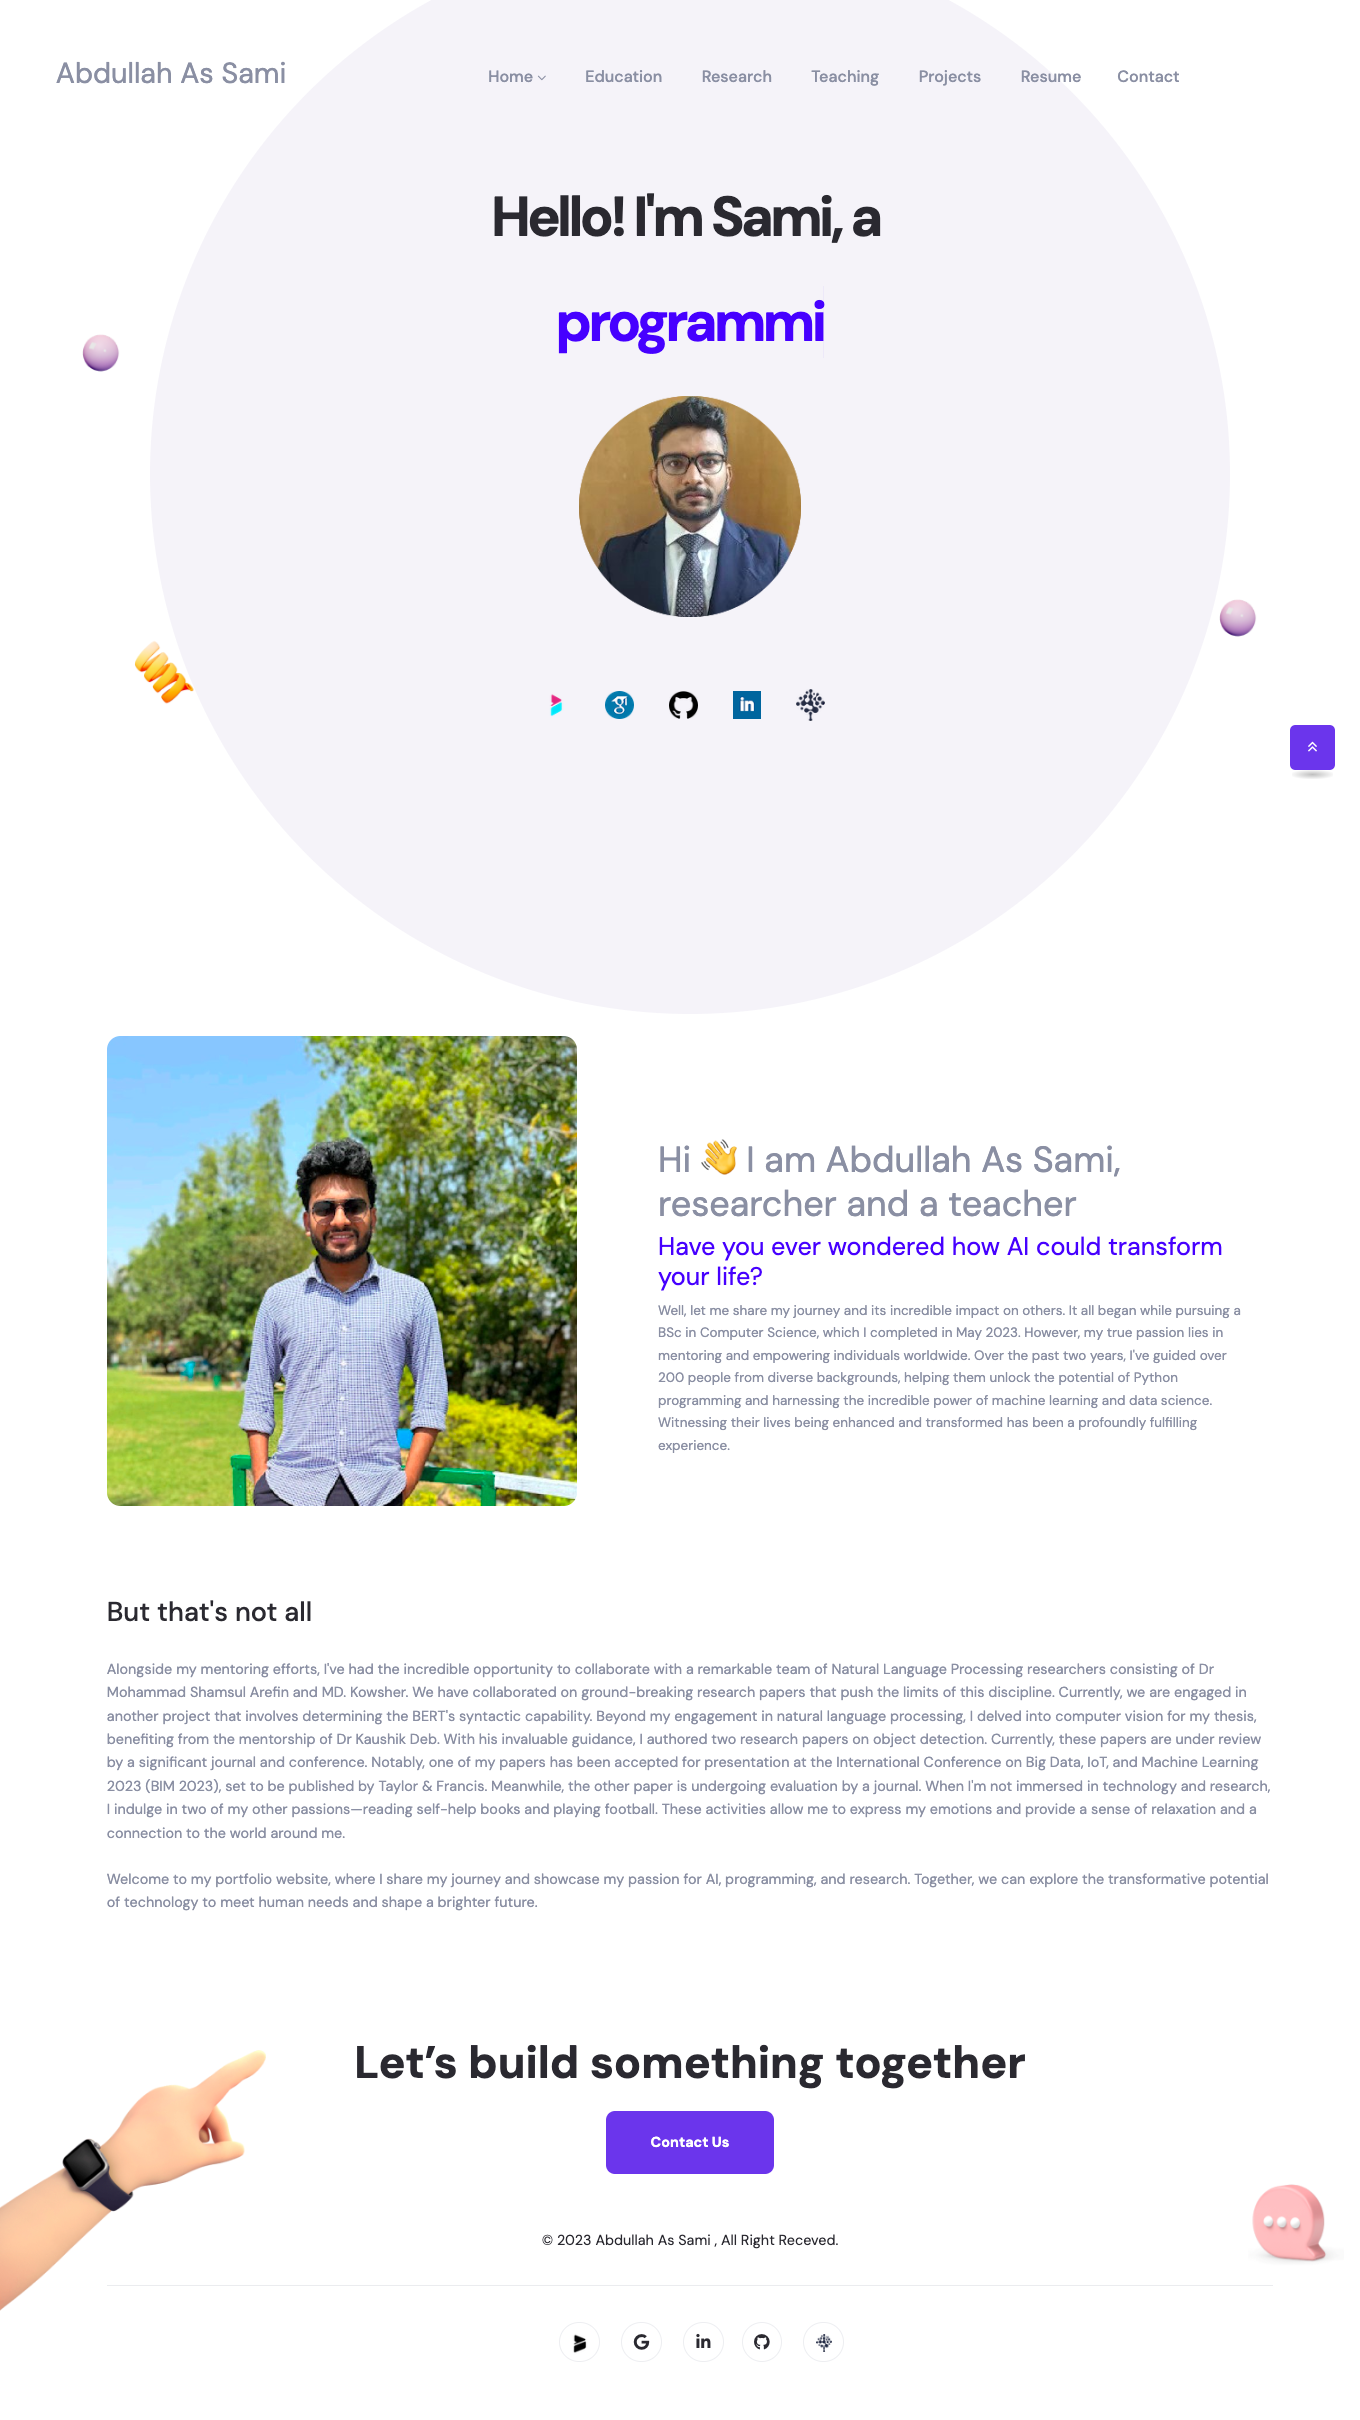 Abdullah As Sami
Home
Education
Research
Teaching
Projects
Resume
Contact
Hello! I'm Sami, a
programmi
in
Hi 👋 I am Abdullah As Sami,
researcher and a teacher
Have you ever wondered how AI could transform
your life?
Well, let me share my journey and its incredible impact on others. It all began while pursuing a
BSc in Computer Science, which I completed in May 2023. However, my true passion lies in
mentoring and empowering individuals worldwide. Over the past two years, I've guided over
200 people from diverse backgrounds, helping them unlock the potential of Python
programming and harnessing the incredible power of machine learning and data science.
Witnessing their lives being enhanced and transformed has been a profoundly fulfilling
experience.
But that's not all
Alongside my mentoring efforts, I've had the incredible opportunity to collaborate with a remarkable team of Natural Language Processing researchers consisting of Dr
Mohammad Shamsul Arefin and MD. Kowsher. We have collaborated on ground-breaking research papers that push the limits of this discipline. Currently, we are engaged in
another project that involves determining the BERT's syntactic capability. Beyond my engagement in natural language processing, I delved into computer vision for my thesis,
benefiting from the mentorship of Dr Kaushik Deb. With his invaluable guidance, I authored two research papers on object detection. Currently, these papers are under review
by a significant journal and conference. Notably, one of my papers has been accepted for presentation at the International Conference on Big Data, IoT, and Machine Learning
2023 (BIM 2023), set to be published by Taylor & Francis. Meanwhile, the other paper is undergoing evaluation by a journal. When I'm not immersed in technology and research,
I indulge in two of my other passions—reading self-help books and playing football. These activities allow me to express my emotions and provide a sense of relaxation and a
connection to the world around me.
Welcome to my portfolio website, where I share my journey and showcase my passion for AI, programming, and research. Together, we can explore the transformative potential
of technology to meet human needs and shape a brighter future.
Let’s build something together
Contact Us
© 2023 Abdullah As Sami , All Right Receved.
G
in